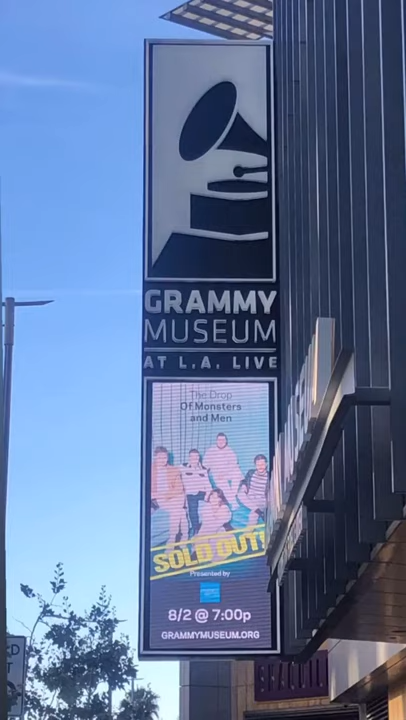 GRAMMY
MUSEUM
AT L.A. LIVE
The Drop
Of Monsters
and Men
SOLD OUT!
Presented by
8/2 @ 7:00p
GRAMMYMUSEUM.ORG
MUSEUM